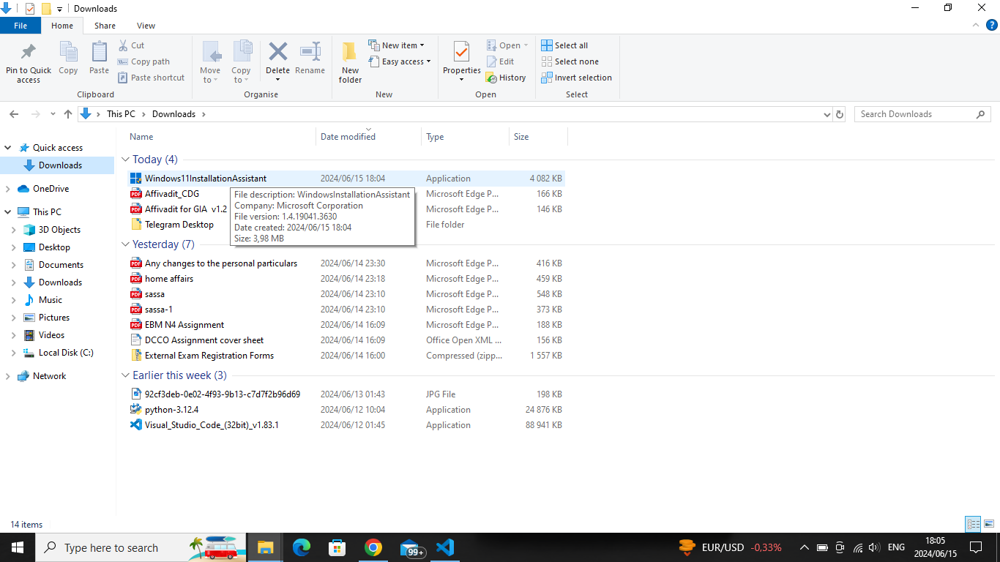 Downloads
File Home Share View
Pin to Quick access
Copy
Paste
Cut
Copy path
Paste shortcut
Clipboard
Move to
Copy to
Delete
Rename
Organise
New folder
New item
Easy access
New
Properties
Open
Edit
History
Open
Select all
Select none
Invert selection
Select
This PC > Downloads >
Search Downloads
Quick access
Downloads
OneDrive
This PC
3D Objects
Desktop
Documents
Downloads
Music
Pictures
Videos
Local Disk (C:)
Network
Name Date modified Type Size
Today (4)
Windows11InstallationAssistant 2024/06/15 18:04 Application 4 082 KB
Affivadit_CDG Microsoft Edge P... 166 KB
Affivadit for GIA v1.2 Microsoft Edge P... 146 KB
Telegram Desktop File folder
File description: WindowsInstallationAssistant
Company: Microsoft Corporation
File version: 1.4.19041.3630
Date created: 2024/06/15 18:04
Size: 3,98 MB
Yesterday (7)
Any changes to the personal particulars 2024/06/14 23:30 Microsoft Edge P... 416 KB
home affairs 2024/06/14 23:18 Microsoft Edge P... 459 KB
sassa 2024/06/14 23:10 Microsoft Edge P... 548 KB
sassa-1 2024/06/14 23:10 Microsoft Edge P... 373 KB
EBM N4 Assignment 2024/06/14 16:09 Microsoft Edge P... 188 KB
DCCO Assignment cover sheet 2024/06/14 16:09 Office Open XML ... 156 KB
External Exam Registration Forms 2024/06/14 16:00 Compressed (zipp... 1 557 KB
Earlier this week (3)
92cf3deb-0e02-4f93-9b13-c7d7f2b96d69 2024/06/13 01:43 JPG File 198 KB
python-3.12.4 2024/06/12 10:04 Application 24 876 KB
Visual_Studio_Code_(32bit)_v1.83.1 2024/06/12 01:45 Application 88 941 KB
14 items
Type here to search
99+
EUR/USD -0,33%
ENG
18:05
2024/06/15